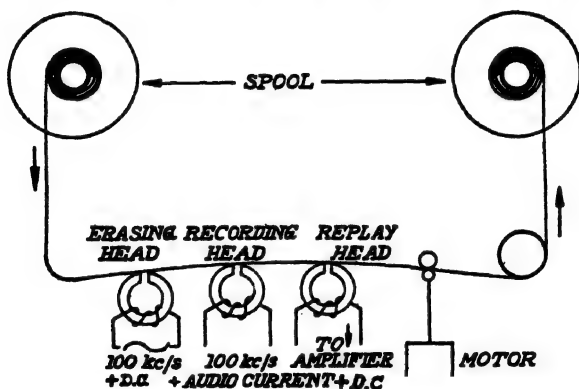 SPOOL
ERASING RECORDING REPLAY
HEAD HEAD HEAD
TO
100 kc/s 100 kc/s AMPLIFIER MOTOR
+D.C + AUDIO CURRENT + D.C